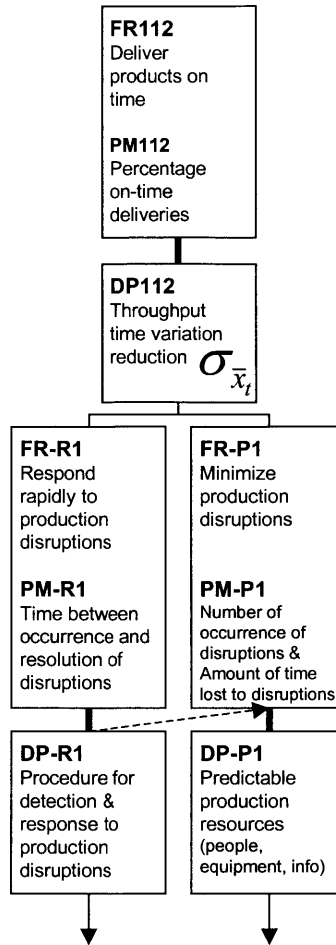 FR112
Deliver
products on
time
PM112
Percentage
on-time
deliveries
DP112
Throughput
time variation
reduction σ x̄ₜ
FR-R1
Respond
rapidly to
production
disruptions
PM-R1
Time between
occurrence and
resolution of
disruptions
FR-P1
Minimize
production
disruptions
PM-P1
Number of
occurrence of
disruptions &
Amount of time
lost to disruptions
DP-R1
Procedure for
detection &
response to
production
disruptions
DP-P1
Predictable
production
resources
(people,
equipment, info)